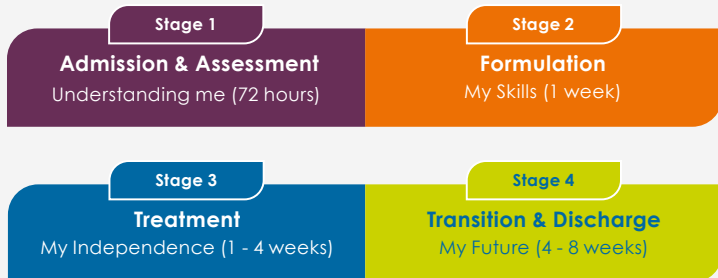 Stage 1
Admission & Assessment
Understanding me (72 hours)
Stage 2
Formulation
My Skills (1 week)
Stage 3
Treatment
My Independence (1 - 4 weeks)
Stage 4
Transition & Discharge
My Future (4 - 8 weeks)